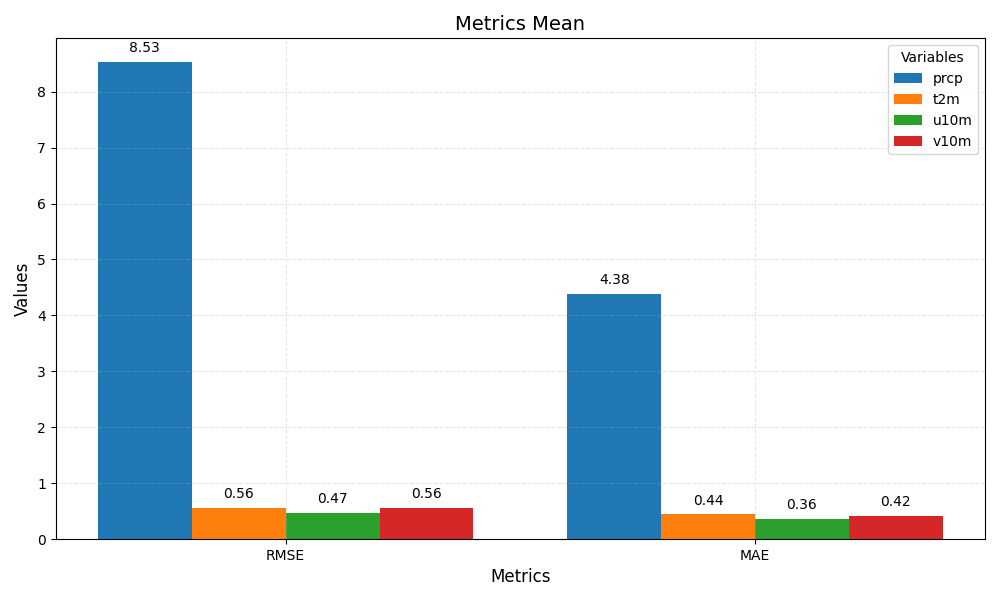 Metrics Mean
Values
8
7
6
5
4
3
2
1
0
8.53
0.56
0.47
0.56
4.38
0.44
0.36
0.42
Variables
prcp
t2m
u10m
v10m
RMSE
MAE
Metrics